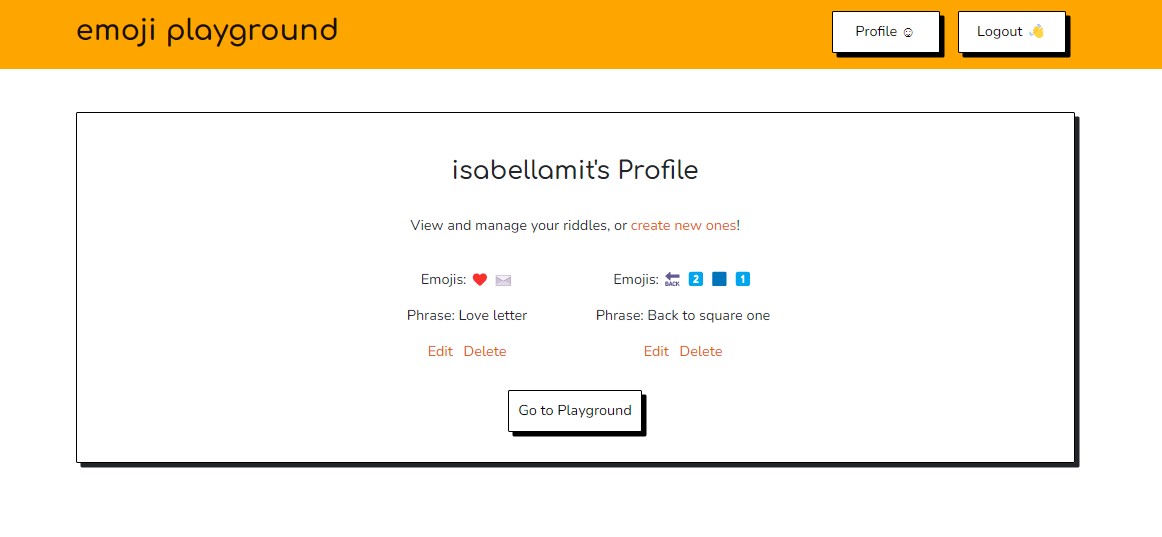 emoji playground
Profile ☺
Logout 👋
isabellamit's Profile
View and manage your riddles, or create new ones!
Emojis: ❤️ ✉️
Phrase: Love letter
Edit Delete
Emojis: 🔙 2️⃣ 🟦 1️⃣
Phrase: Back to square one
Edit Delete
Go to Playground